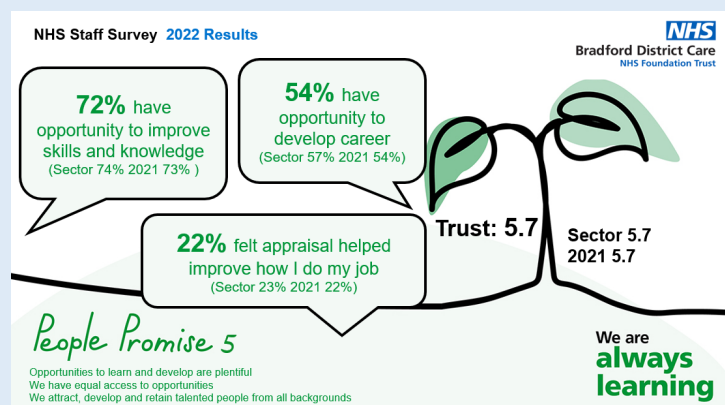 NHS Staff Survey 2022 Results
NHS
Bradford District Care
NHS Foundation Trust
72% have
opportunity to improve
skills and knowledge
(Sector 74% 2021 73% )
54% have
opportunity to
develop career
(Sector 57% 2021 54%)
22% felt appraisal helped
improve how I do my job
(Sector 23% 2021 22%)
Trust: 5.7
Sector 5.7
2021 5.7
People Promise 5
Opportunities to learn and develop are plentiful
We have equal access to opportunities
We attract, develop and retain talented people from all backgrounds
We are
always
learning